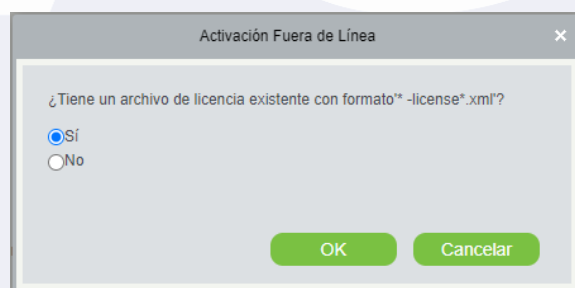 Activación Fuera de Línea ×
¿Tiene un archivo de licencia existente con formato'* -license*.xml'?
Sí
No
OK Cancelar